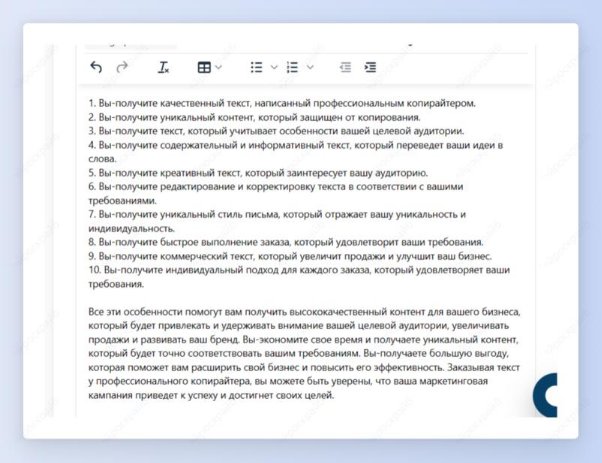 1. Вы-получите качественный текст, написанный профессиональным копирайтером.
2. Вы-получите уникальный контент, который защищен от копирования.
3. Вы-получите текст, который учитывает особенности вашей целевой аудитории.
4. Вы-получите содержательный и информативный текст, который переведет ваши идеи в
слова.
5. Вы-получите креативный текст, который заинтересует вашу аудиторию.
6. Вы-получите редактирование и корректировку текста в соответствии с вашими
требованиями.
7. Вы-получите уникальный стиль письма, который отражает вашу уникальность и
индивидуальность.
8. Вы-получите быстрое выполнение заказа, который удовлетворит ваши требования.
9. Вы-получите коммерческий текст, который увеличит продажи и улучшит ваш бизнес.
10. Вы-получите индивидуальный подход для каждого заказа, который удовлетворяет ваши
требования.
Все эти особенности помогут вам получить высококачественный контент для вашего бизнеса,
который будет привлекать и удерживать внимание вашей целевой аудитории, увеличивать
продажи и развивать ваш бренд. Вы-экономите свое время и получаете уникальный контент,
который будет точно соответствовать вашим требованиям. Вы-получаете большую выгоду,
которая поможет вам расширить свой бизнес и повысить его эффективность. Заказывая текст
у профессионального копирайтера, вы можете быть уверены, что ваша маркетинговая
кампания приведет к успеху и достигнет своих целей.